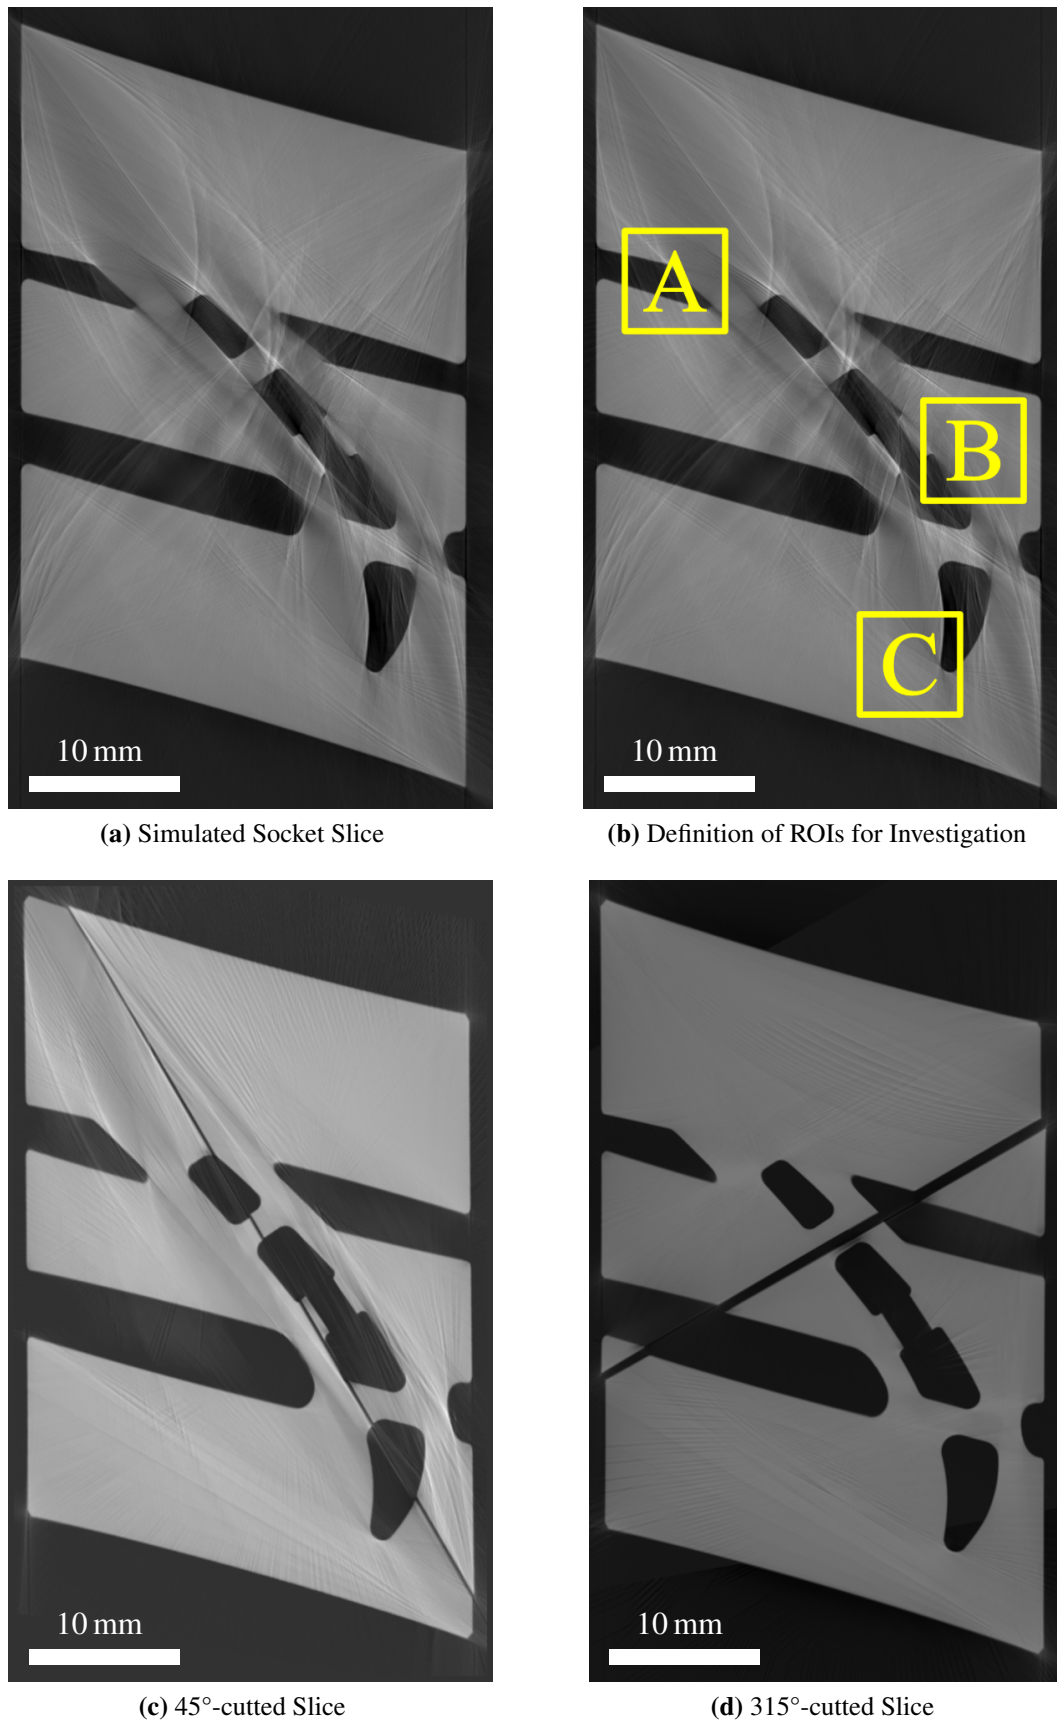 A
B
C
10 mm
10 mm
(a) Simulated Socket Slice
(b) Definition of ROIs for Investigation
10 mm
10 mm
(c) 45°-cutted Slice
(d) 315°-cutted Slice